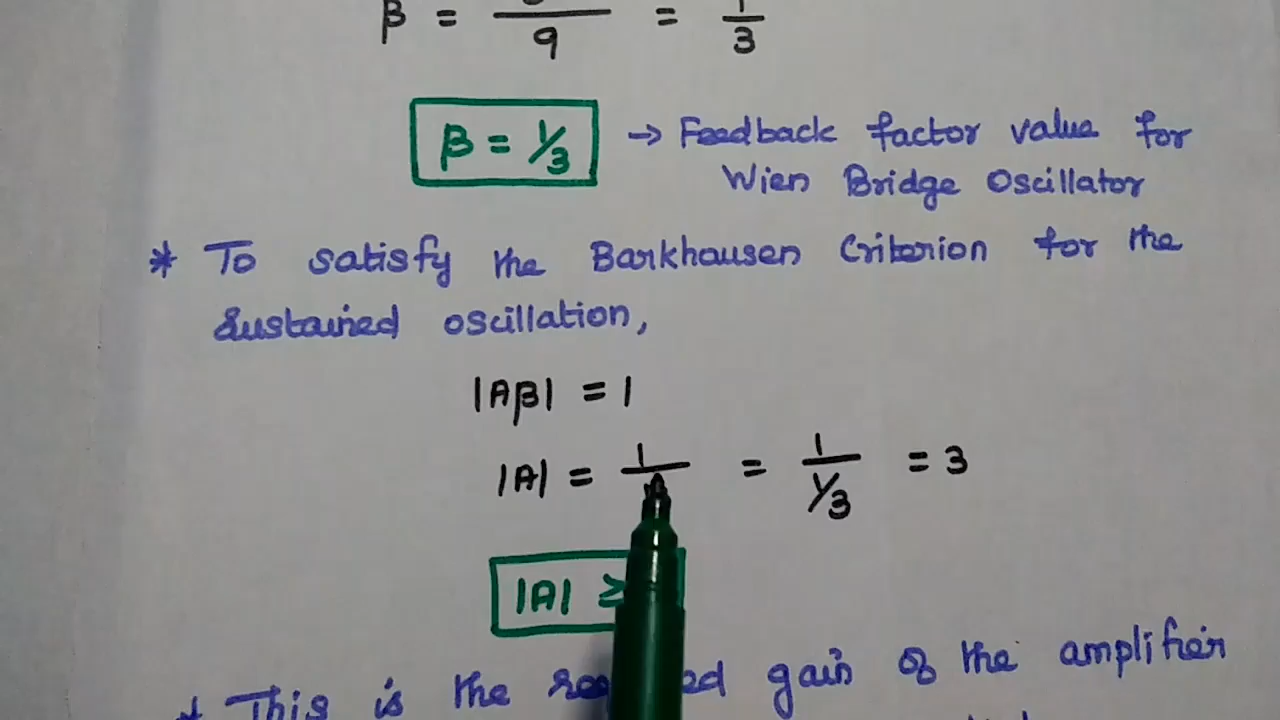 β = / 9 = 1/3
β = 1/3 → Feedback factor value for
Wien Bridge Oscillator
* To satisfy the Barkhausen Criterion for the
sustained oscillation,
|Aβ| = 1
|A| = 1/ = 1/(1/3) = 3
|A| ≥
* This is the gain of the amplifier